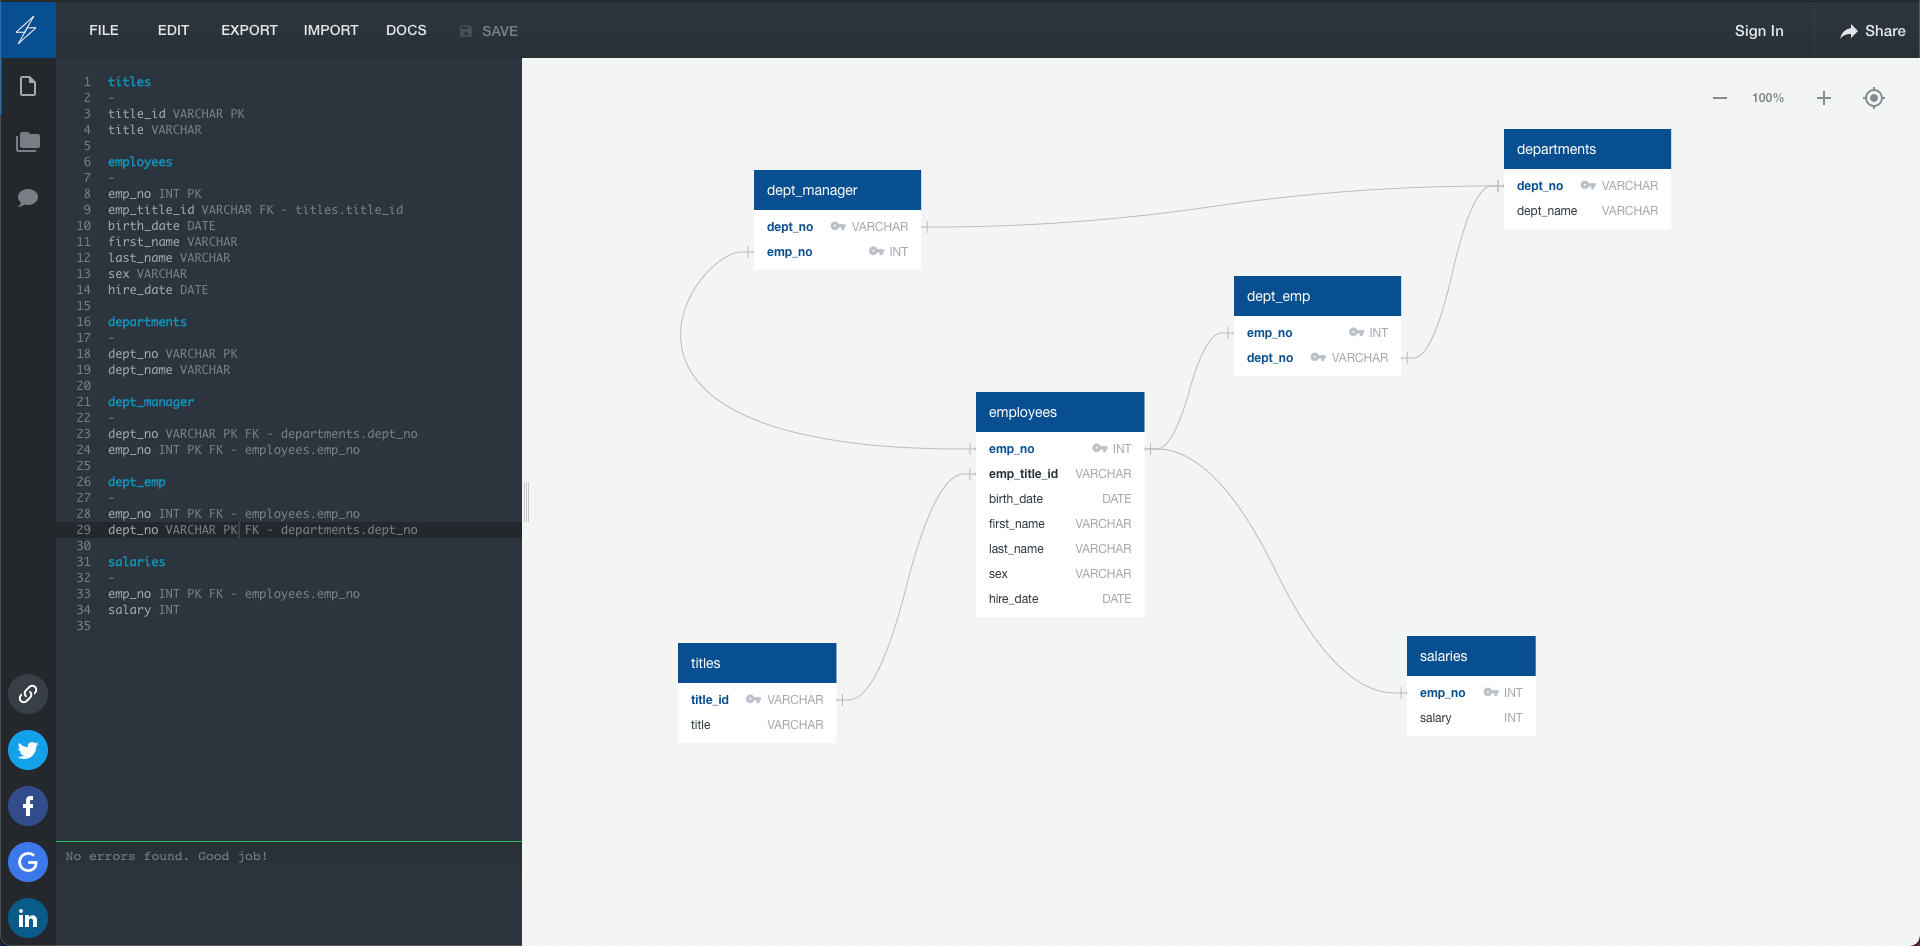 FILE EDIT EXPORT IMPORT DOCS SAVE Sign In Share
1 titles
2 -
3 title_id VARCHAR PK
4 title VARCHAR
5
6 employees
7 -
8 emp_no INT PK
9 emp_title_id VARCHAR FK - titles.title_id
10 birth_date DATE
11 first_name VARCHAR
12 last_name VARCHAR
13 sex VARCHAR
14 hire_date DATE
15
16 departments
17 -
18 dept_no VARCHAR PK
19 dept_name VARCHAR
20
21 dept_manager
22 -
23 dept_no VARCHAR PK FK - departments.dept_no
24 emp_no INT PK FK - employees.emp_no
25
26 dept_emp
27 -
28 emp_no INT PK FK - employees.emp_no
29 dept_no VARCHAR PK FK - departments.dept_no
30
31 salaries
32 -
33 emp_no INT PK FK - employees.emp_no
34 salary INT
35
No errors found. Good job!
100%
dept_manager
dept_no VARCHAR
emp_no INT
departments
dept_no VARCHAR
dept_name VARCHAR
dept_emp
emp_no INT
dept_no VARCHAR
employees
emp_no INT
emp_title_id VARCHAR
birth_date DATE
first_name VARCHAR
last_name VARCHAR
sex VARCHAR
hire_date DATE
titles
title_id VARCHAR
title VARCHAR
salaries
emp_no INT
salary INT